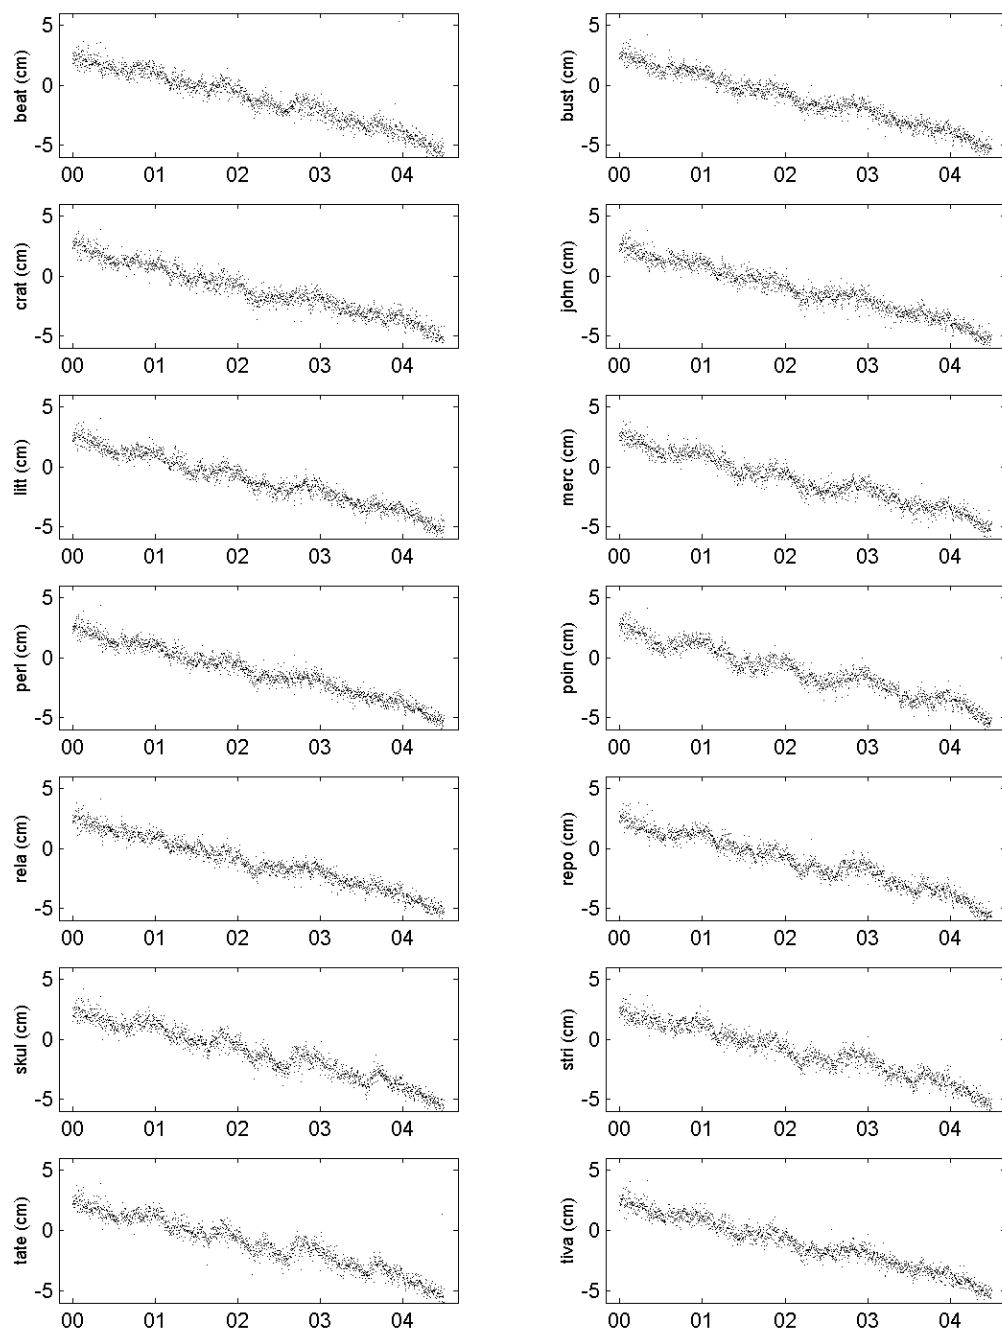 beat (cm)
5
0
-5
00 01 02 03 04
bust (cm)
5
0
-5
00 01 02 03 04
crat (cm)
5
0
-5
00 01 02 03 04
john (cm)
5
0
-5
00 01 02 03 04
litt (cm)
5
0
-5
00 01 02 03 04
merc (cm)
5
0
-5
00 01 02 03 04
perl (cm)
5
0
-5
00 01 02 03 04
poin (cm)
5
0
-5
00 01 02 03 04
rela (cm)
5
0
-5
00 01 02 03 04
repo (cm)
5
0
-5
00 01 02 03 04
skul (cm)
5
0
-5
00 01 02 03 04
stri (cm)
5
0
-5
00 01 02 03 04
tate (cm)
5
0
-5
00 01 02 03 04
tiva (cm)
5
0
-5
00 01 02 03 04